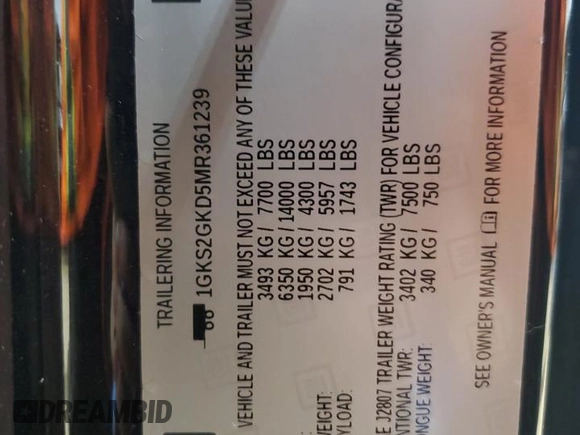 TRAILERING INFORMATION
1GKS2GKD5MR361239
VEHICLE AND TRAILER MUST NOT EXCEED ANY OF THESE VALU
3493 KG / 7700 LBS
6350 KG / 14000 LBS
1950 KG / 4300 LBS
WEIGHT: 2702 KG / 5957 LBS
YLOAD: 791 KG / 1743 LBS
E J2807 TRAILER WEIGHT RATING (TWR) FOR VEHICLE CONFIGURA
TIONAL TWR: 3402 KG / 7500 LBS
NGUE WEIGHT: 340 KG / 750 LBS
SEE OWNER'S MANUAL FOR MORE INFORMATION
DREAMBID